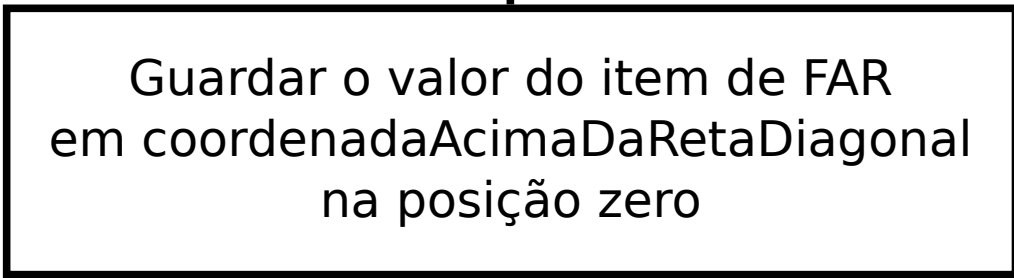 Guardar o valor do item de FAR
em coordenadaAcimaDaRetaDiagonal
na posição zero